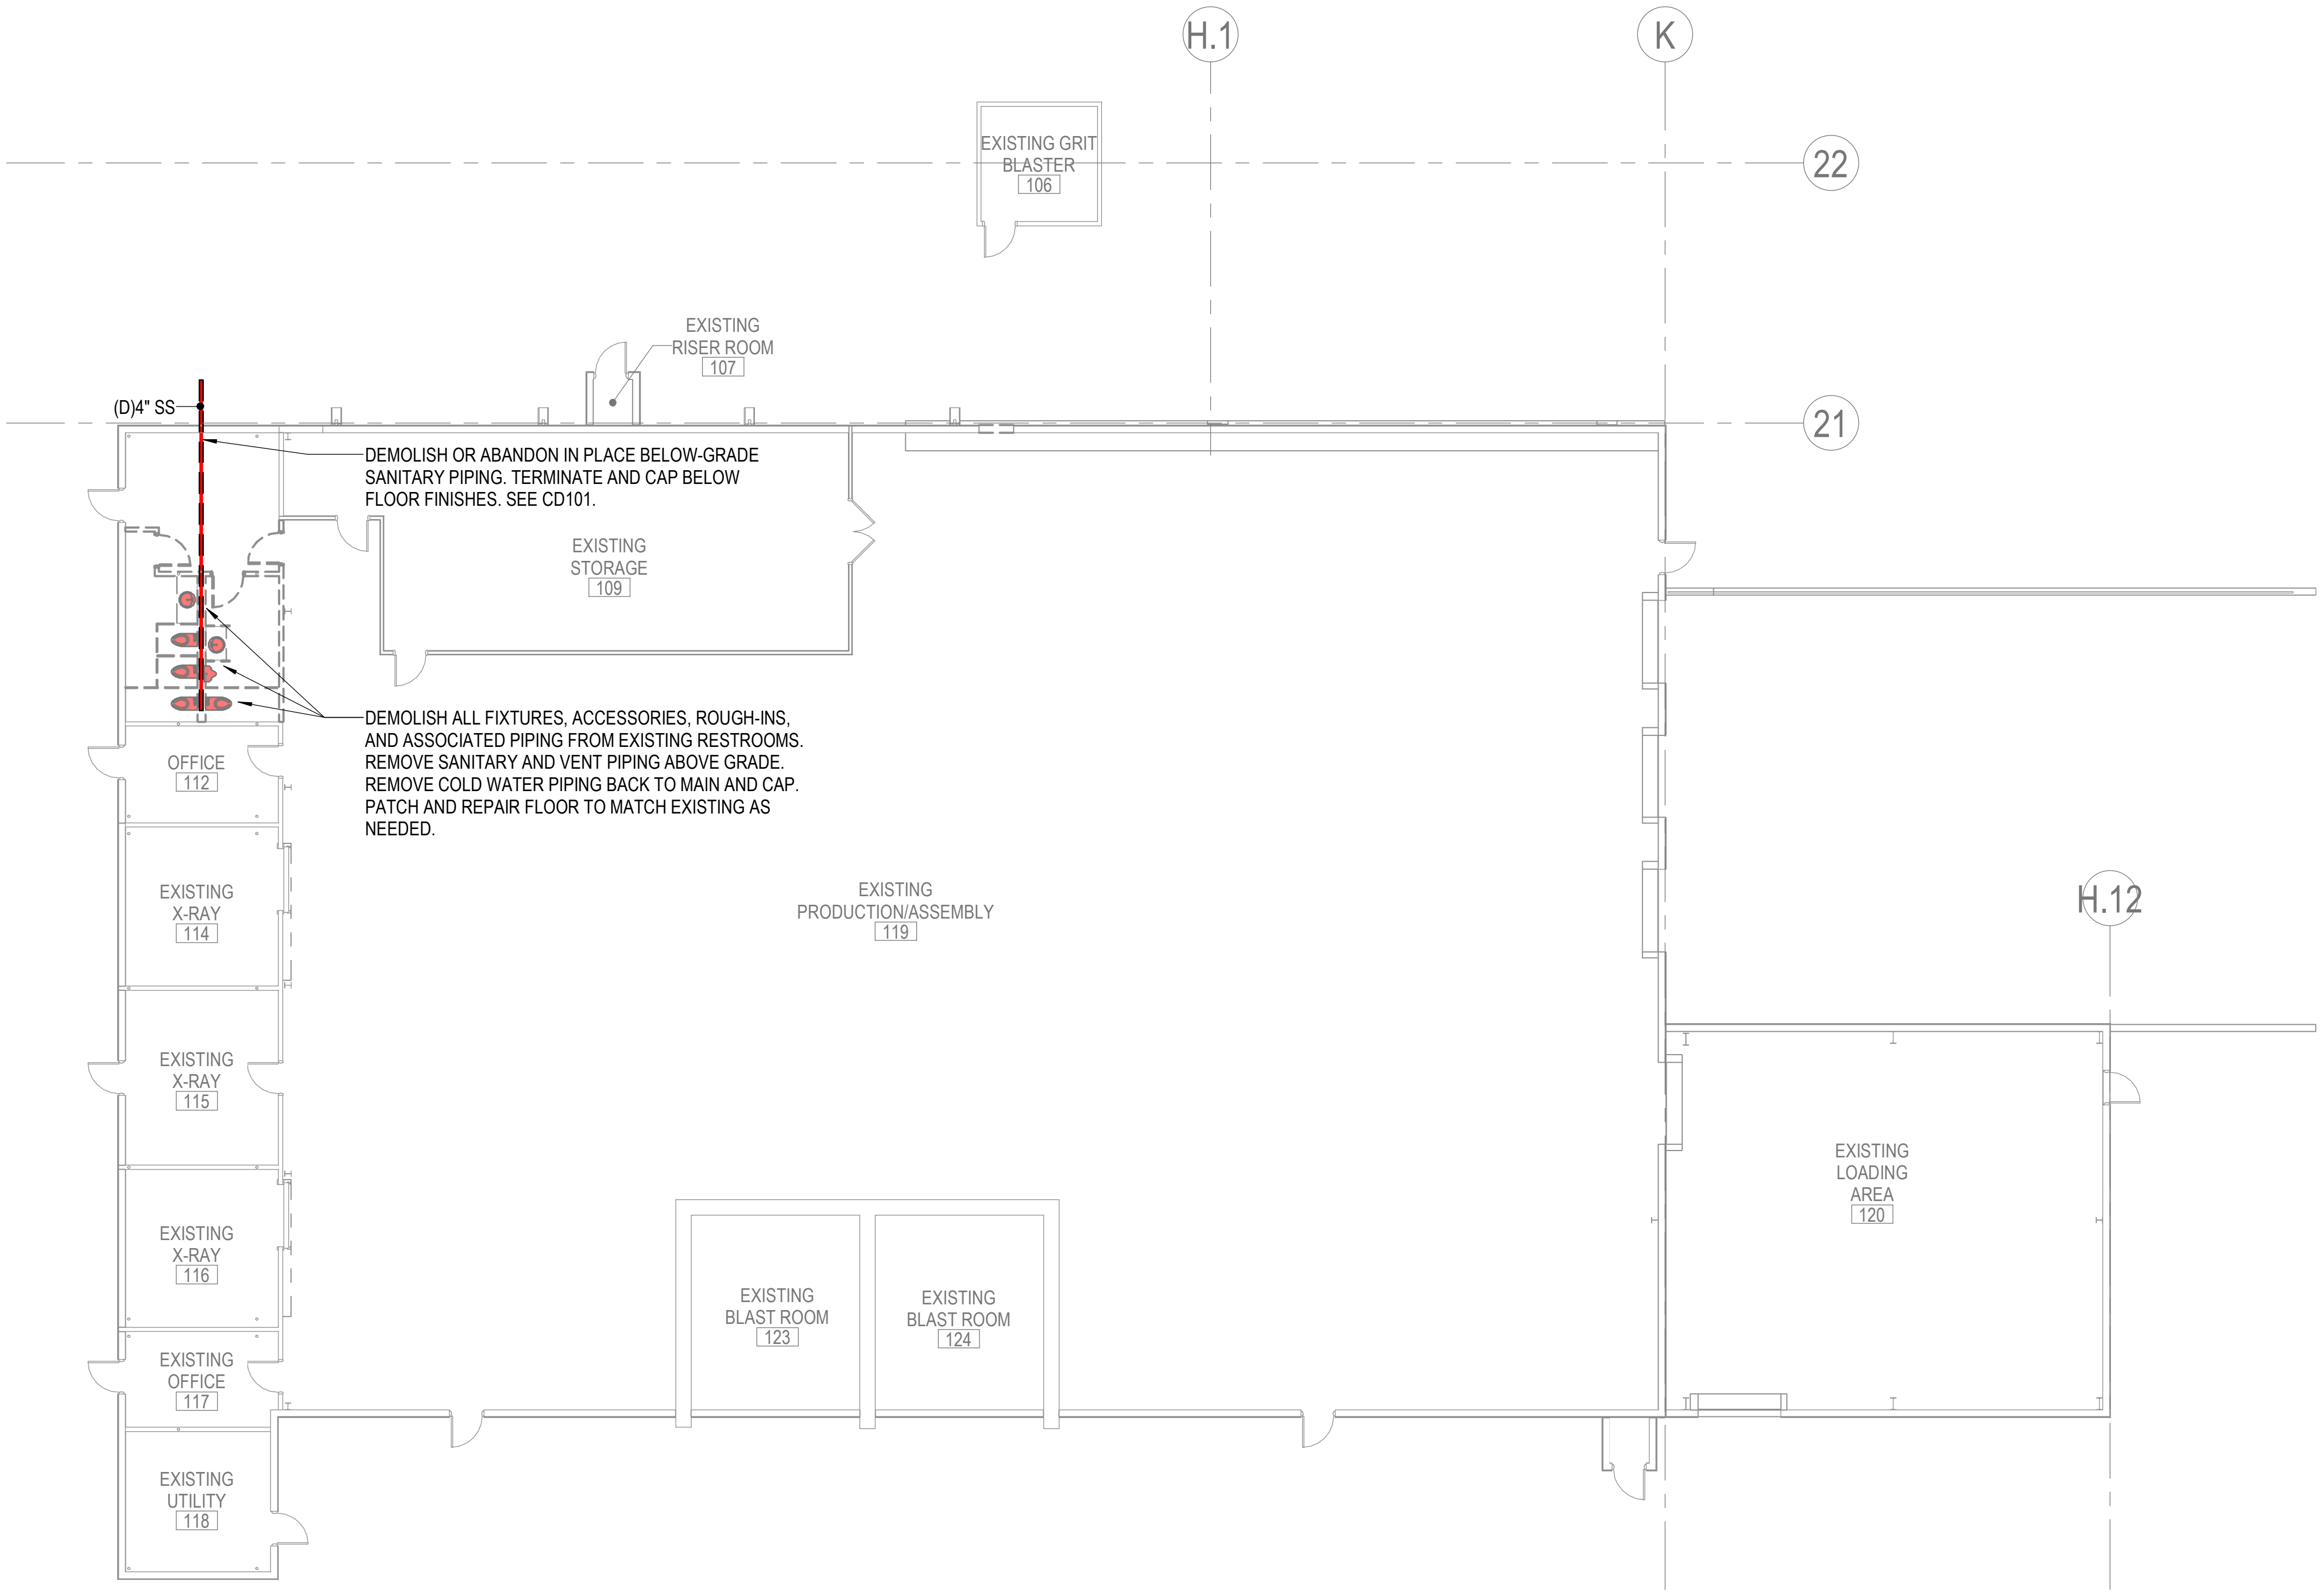 H.1
K
EXISTING GRIT
BLASTER
106
22
EXISTING
RISER ROOM
107
(D)4" SS
21
DEMOLISH OR ABANDON IN PLACE BELOW-GRADE
SANITARY PIPING. TERMINATE AND CAP BELOW
FLOOR FINISHES. SEE CD101.
EXISTING
STORAGE
109
DEMOLISH ALL FIXTURES, ACCESSORIES, ROUGH-INS,
AND ASSOCIATED PIPING FROM EXISTING RESTROOMS.
REMOVE SANITARY AND VENT PIPING ABOVE GRADE.
REMOVE COLD WATER PIPING BACK TO MAIN AND CAP.
PATCH AND REPAIR FLOOR TO MATCH EXISTING AS
NEEDED.
OFFICE
112
EXISTING
X-RAY
114
EXISTING
PRODUCTION/ASSEMBLY
119
H.12
EXISTING
X-RAY
115
EXISTING
LOADING
AREA
120
EXISTING
X-RAY
116
EXISTING
BLAST ROOM
123
EXISTING
BLAST ROOM
124
EXISTING
OFFICE
117
EXISTING
UTILITY
118